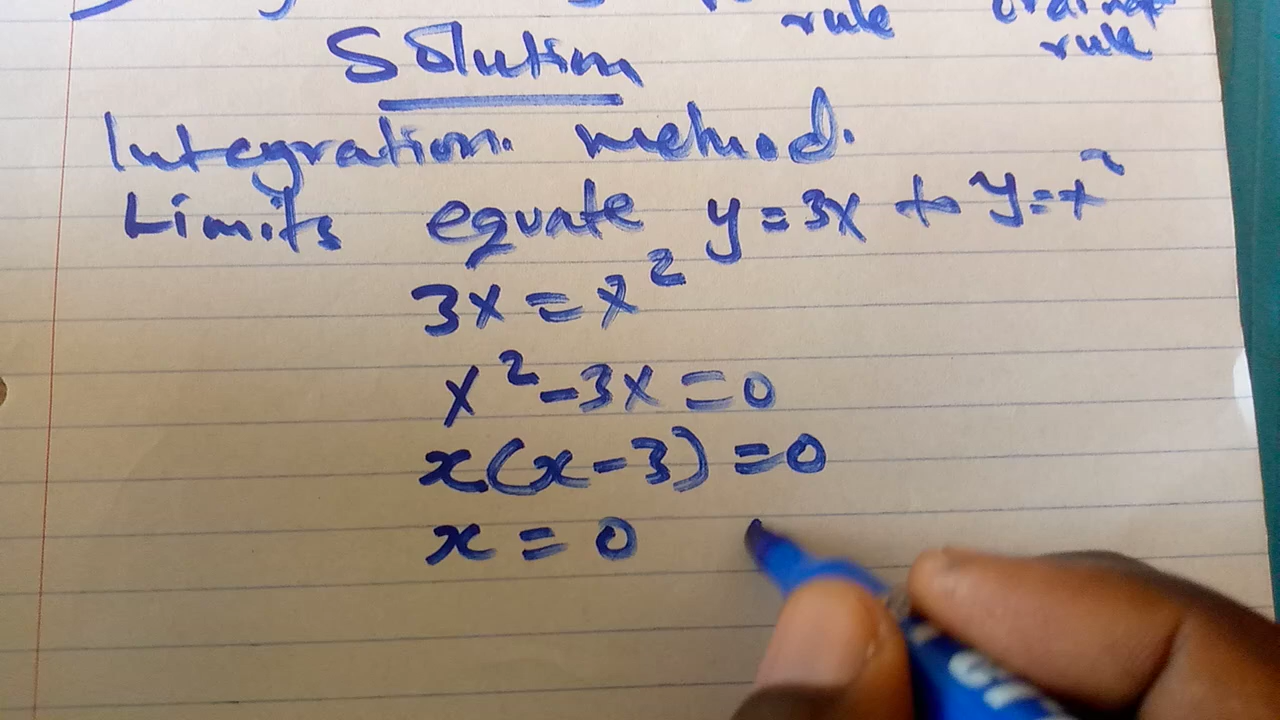 rule
rule
Solution
Integration. method.
Limits equate y=3x to y=x²
3x=x²
x²-3x=0
x(x-3)=0
x=0